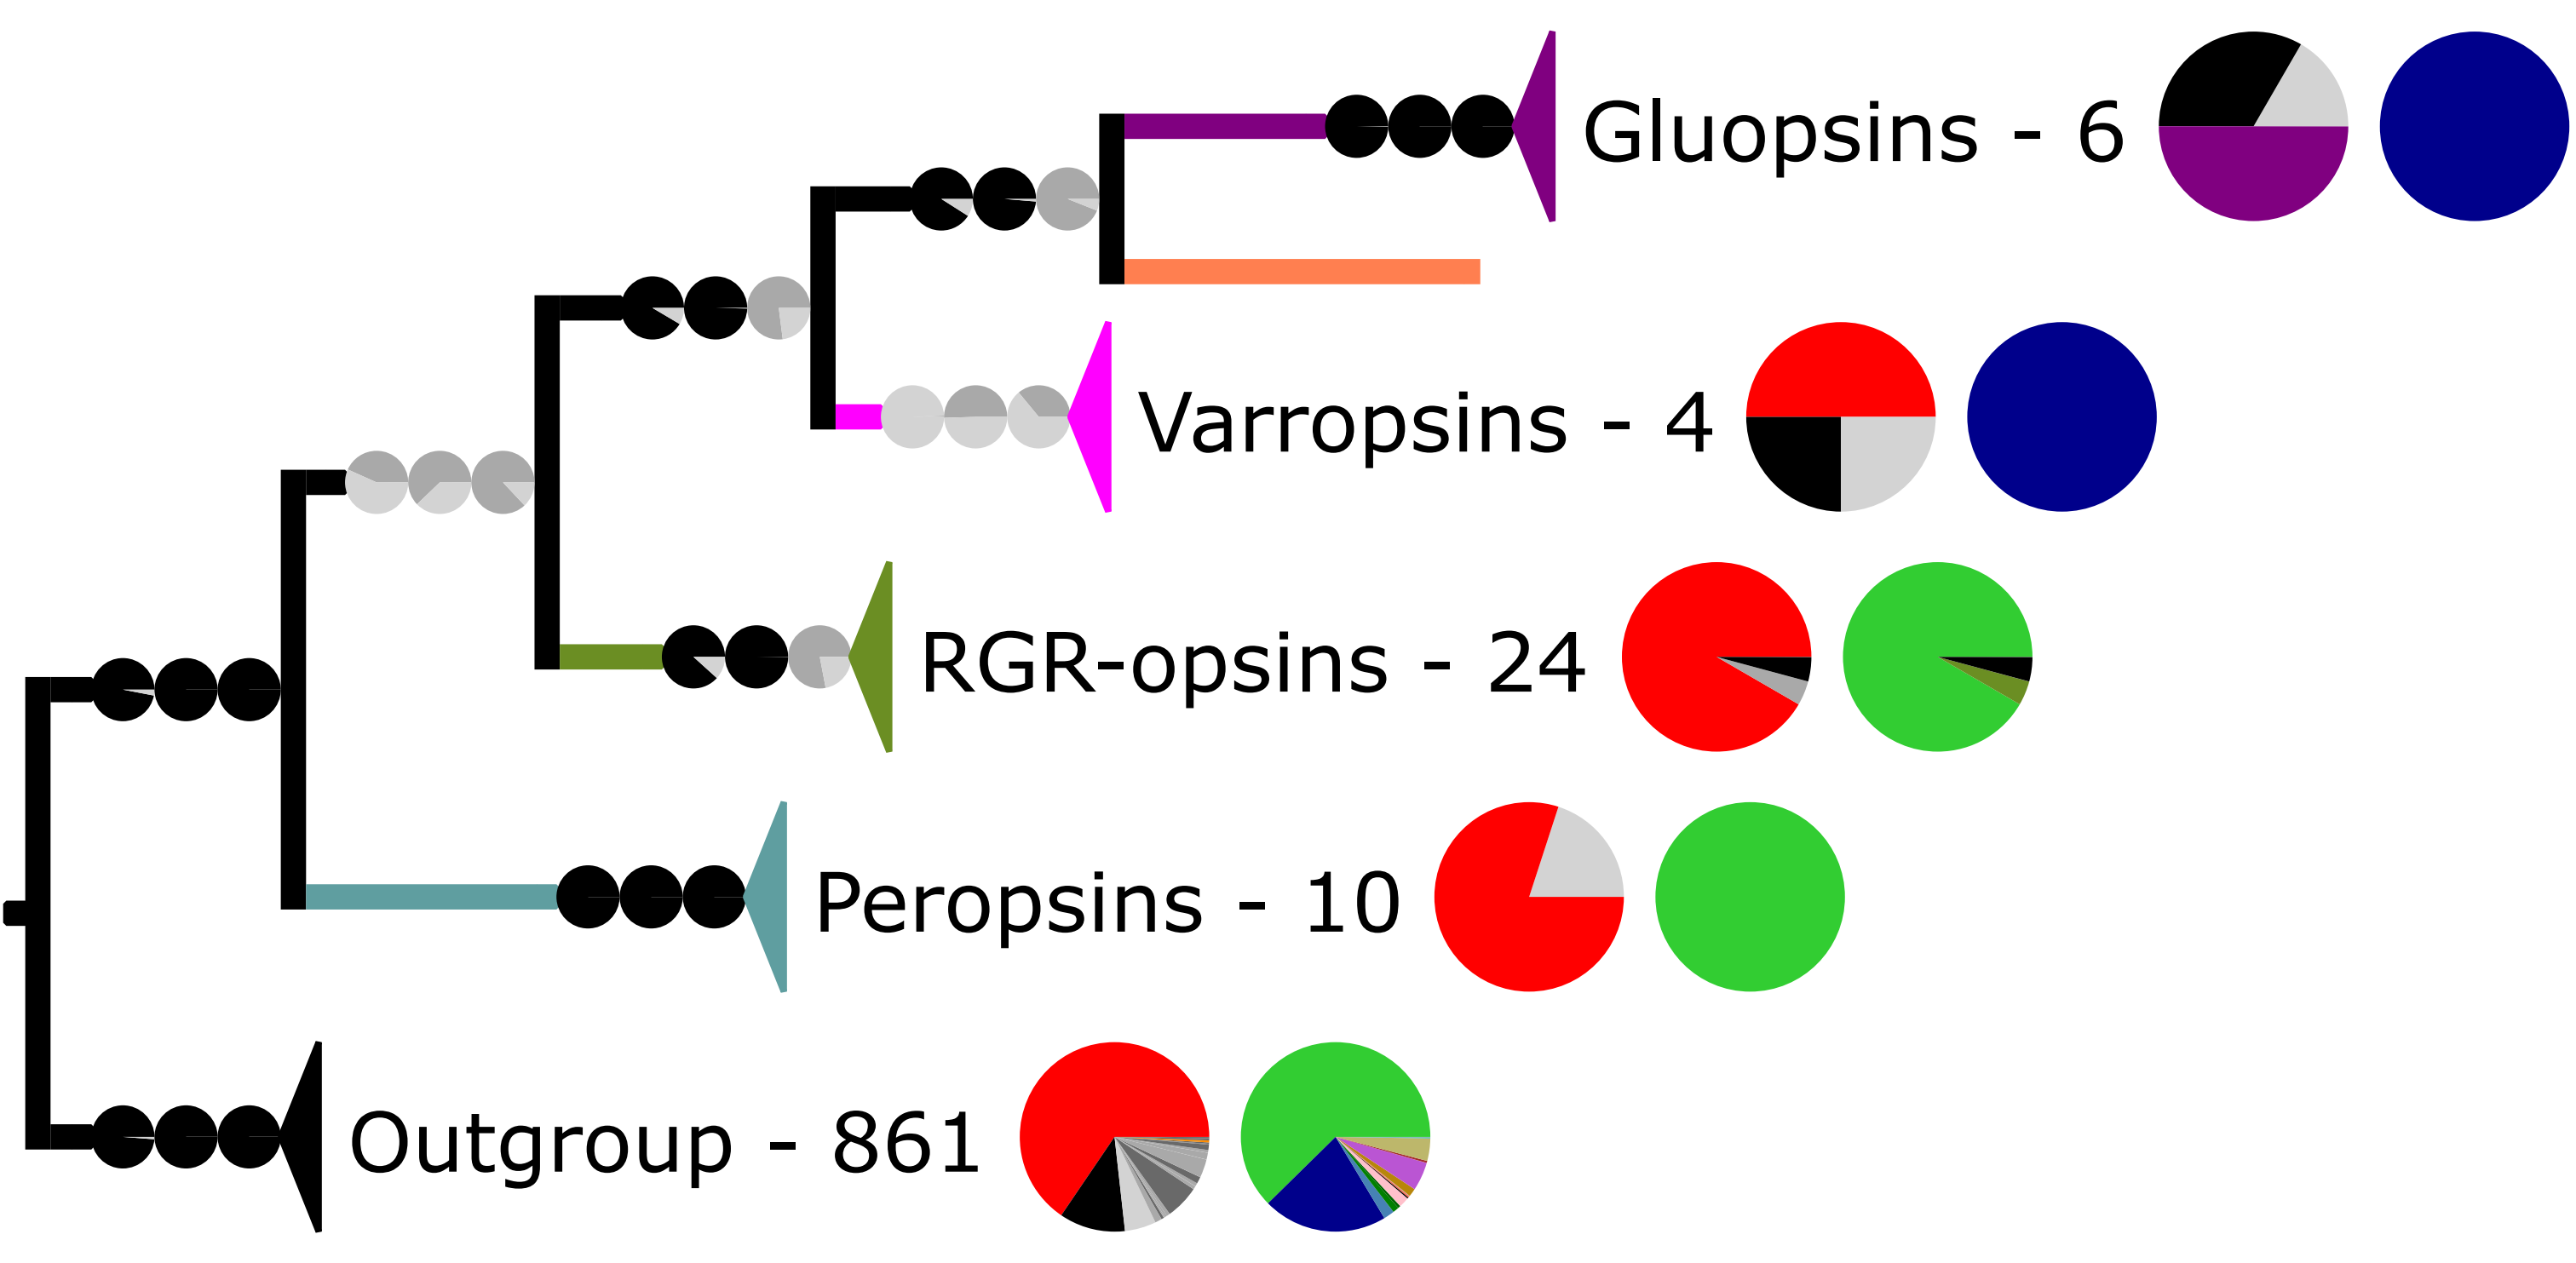 Gluopsins - 6
Varropsins - 4
RGR-opsins - 24
Peropsins - 10
Outgroup - 861